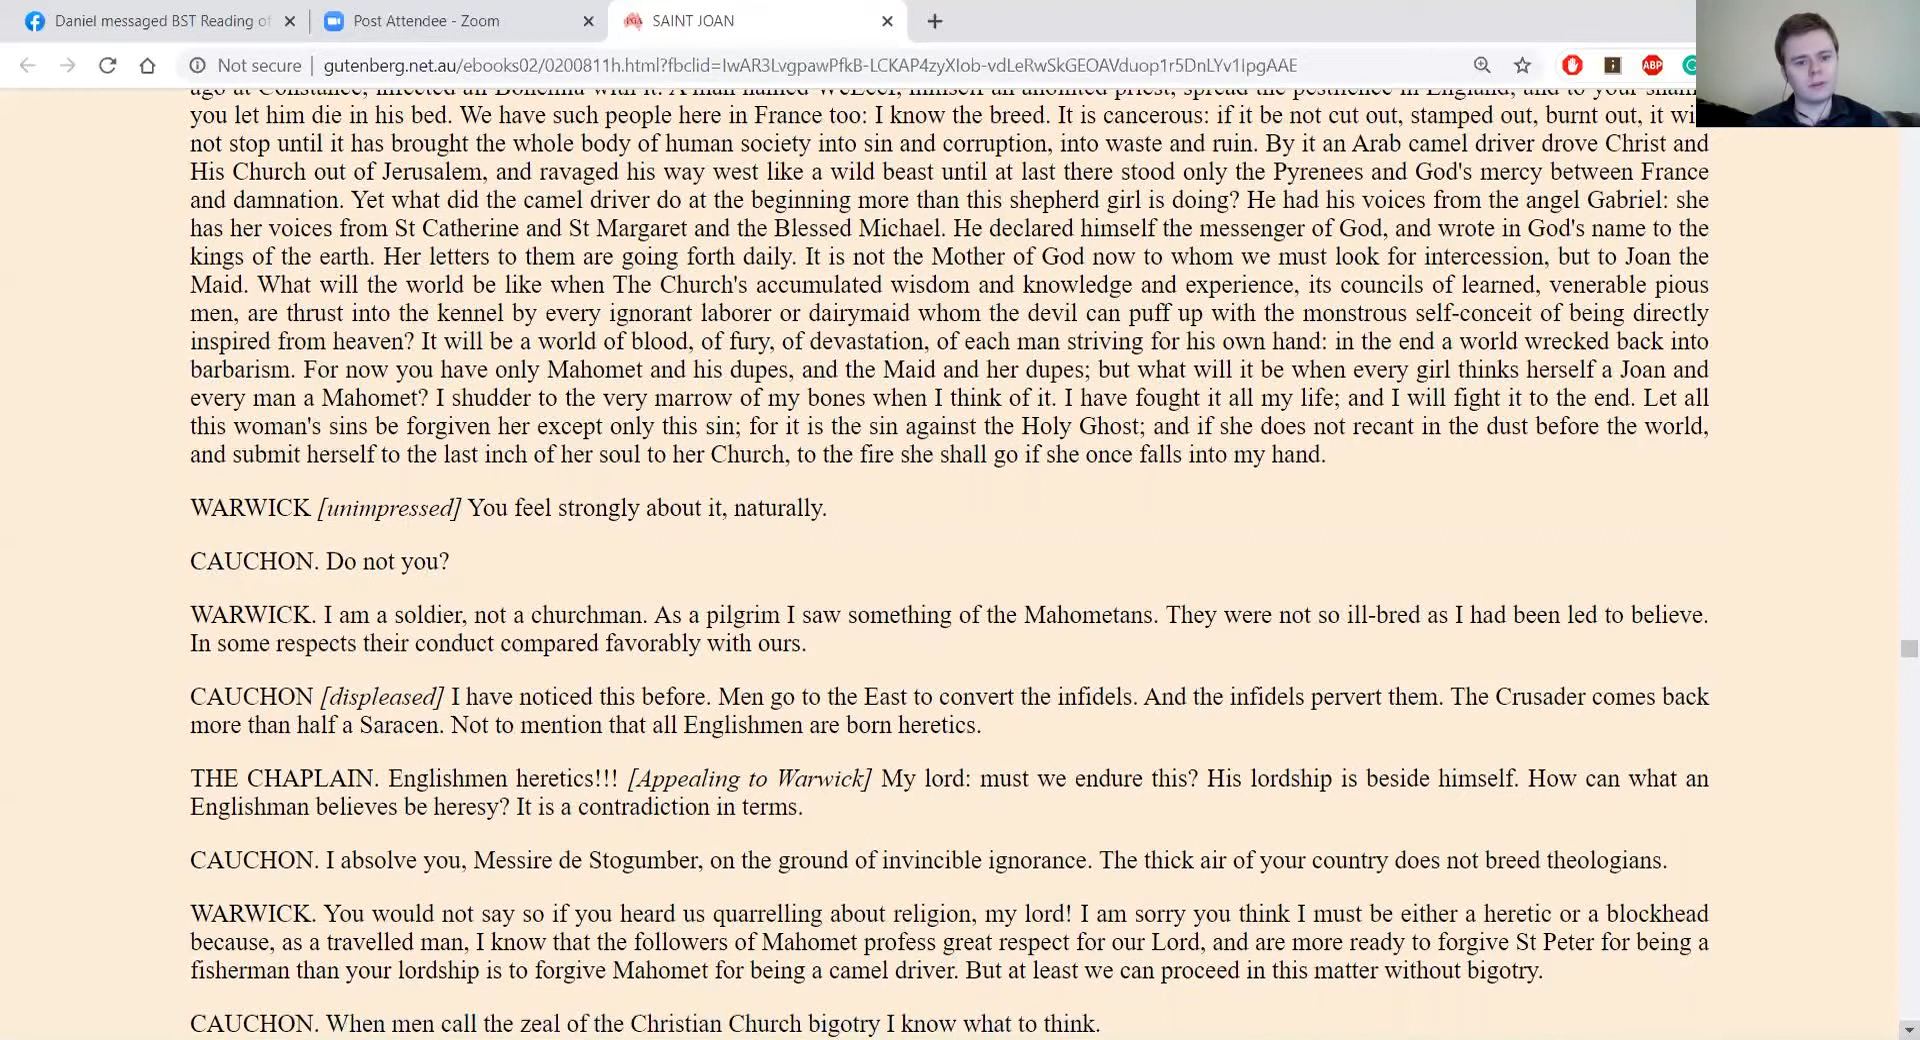 Daniel messaged BST Reading of
Post Attendee - Zoom
SAINT JOAN
Not secure | gutenberg.net.au/ebooks02/0200811h.html?fbclid=IwAR3LvgpawPfkB-LCKAP4zyXIob-vdLeRwSkGEOAVduop1r5DnLYv1IpgAAE
ABP
ago at Constance, infected all Bohemia with it. A man named WcLeef, himself an anointed priest, spread the pestilence in England; and to your
you let him die in his bed. We have such people here in France too: I know the breed. It is cancerous: if it be not cut out, stamped out, burnt out, it wi
not stop until it has brought the whole body of human society into sin and corruption, into waste and ruin. By it an Arab camel driver drove Christ and
His Church out of Jerusalem, and ravaged his way west like a wild beast until at last there stood only the Pyrenees and God's mercy between France
and damnation. Yet what did the camel driver do at the beginning more than this shepherd girl is doing? He had his voices from the angel Gabriel: she
has her voices from St Catherine and St Margaret and the Blessed Michael. He declared himself the messenger of God, and wrote in God's name to the
kings of the earth. Her letters to them are going forth daily. It is not the Mother of God now to whom we must look for intercession, but to Joan the
Maid. What will the world be like when The Church's accumulated wisdom and knowledge and experience, its councils of learned, venerable pious
men, are thrust into the kennel by every ignorant laborer or dairymaid whom the devil can puff up with the monstrous self-conceit of being directly
inspired from heaven? It will be a world of blood, of fury, of devastation, of each man striving for his own hand: in the end a world wrecked back into
barbarism. For now you have only Mahomet and his dupes, and the Maid and her dupes; but what will it be when every girl thinks herself a Joan and
every man a Mahomet? I shudder to the very marrow of my bones when I think of it. I have fought it all my life; and I will fight it to the end. Let all
this woman's sins be forgiven her except only this sin; for it is the sin against the Holy Ghost; and if she does not recant in the dust before the world,
and submit herself to the last inch of her soul to her Church, to the fire she shall go if she once falls into my hand.
WARWICK [unimpressed] You feel strongly about it, naturally.
CAUCHON. Do not you?
WARWICK. I am a soldier, not a churchman. As a pilgrim I saw something of the Mahometans. They were not so ill-bred as I had been led to believe.
In some respects their conduct compared favorably with ours.
CAUCHON [displeased] I have noticed this before. Men go to the East to convert the infidels. And the infidels pervert them. The Crusader comes back
more than half a Saracen. Not to mention that all Englishmen are born heretics.
THE CHAPLAIN. Englishmen heretics!!! [Appealing to Warwick] My lord: must we endure this? His lordship is beside himself. How can what an
Englishman believes be heresy? It is a contradiction in terms.
CAUCHON. I absolve you, Messire de Stogumber, on the ground of invincible ignorance. The thick air of your country does not breed theologians.
WARWICK. You would not say so if you heard us quarrelling about religion, my lord! I am sorry you think I must be either a heretic or a blockhead
because, as a travelled man, I know that the followers of Mahomet profess great respect for our Lord, and are more ready to forgive St Peter for being a
fisherman than your lordship is to forgive Mahomet for being a camel driver. But at least we can proceed in this matter without bigotry.
CAUCHON. When men call the zeal of the Christian Church bigotry I know what to think.